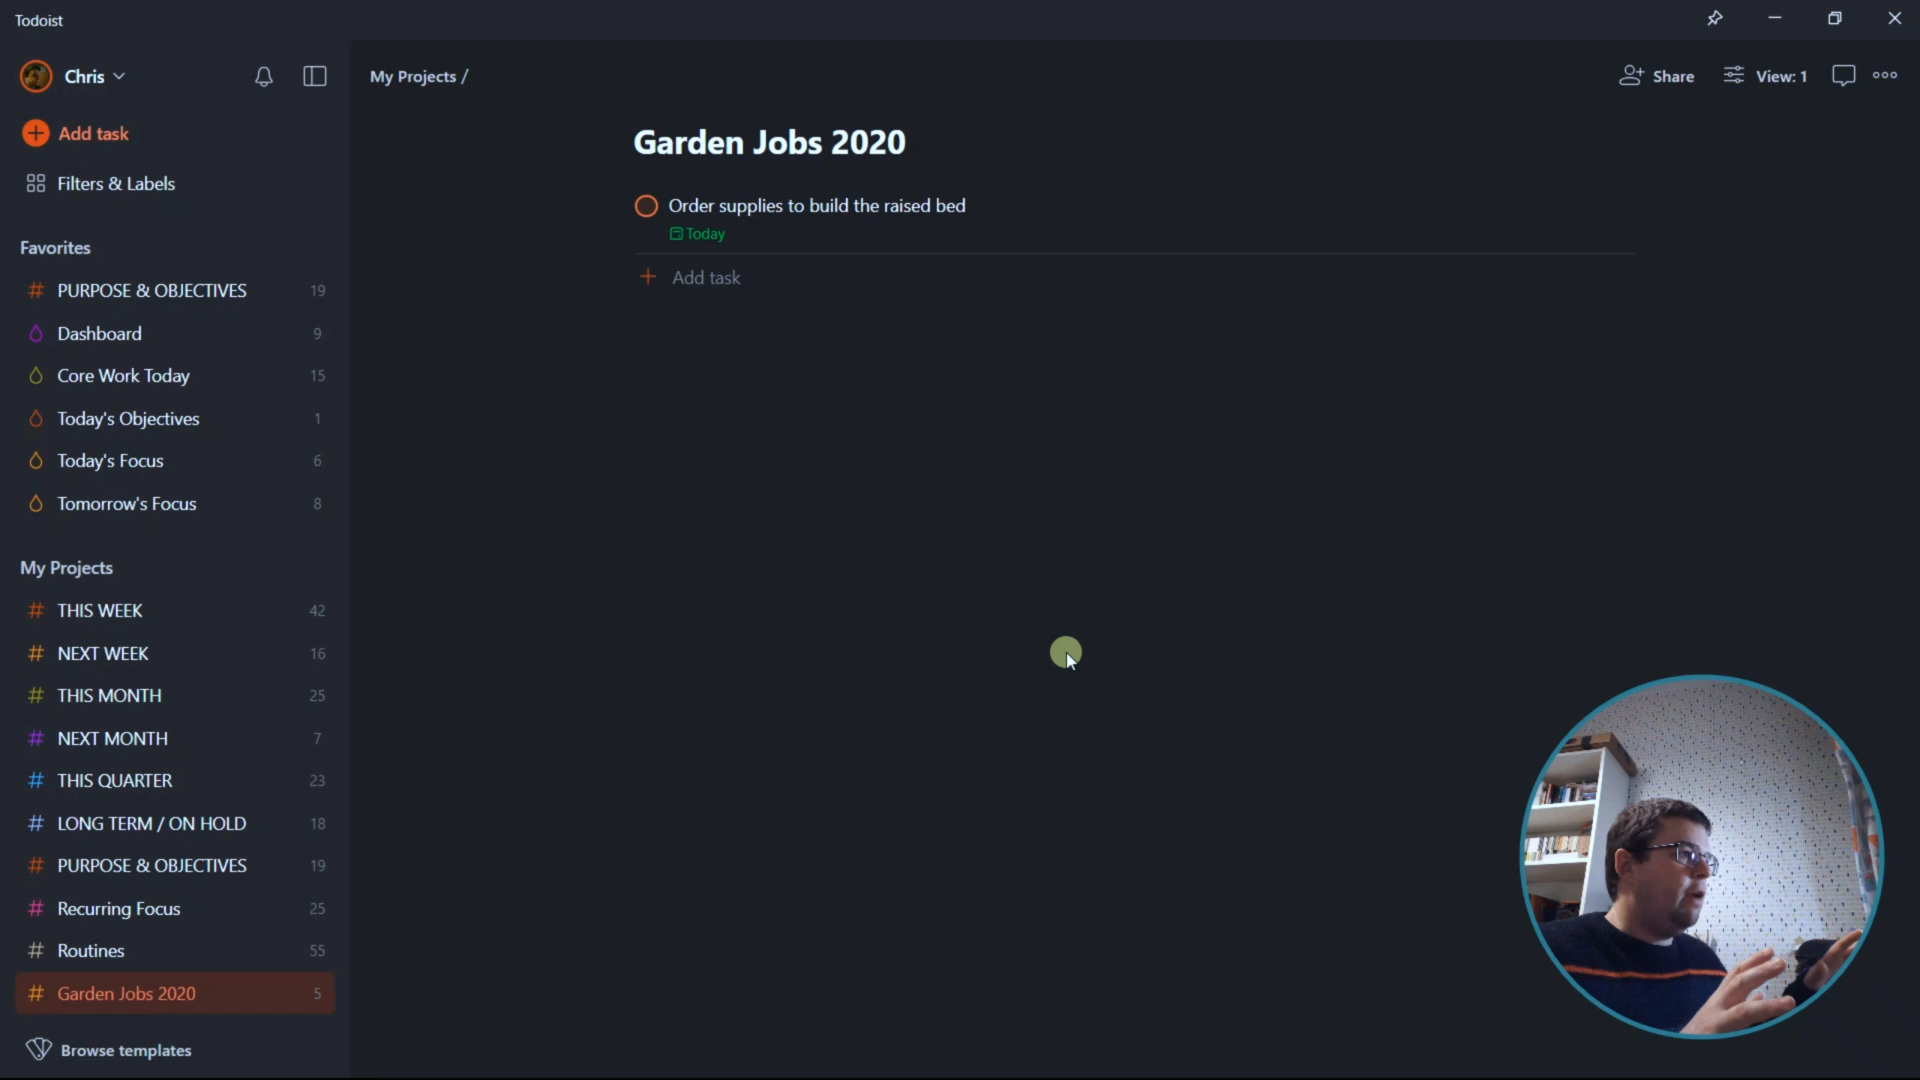 Todoist
Chris
Add task
Filters & Labels
Favorites
# PURPOSE & OBJECTIVES 19
Dashboard 9
Core Work Today 15
Today's Objectives 1
Today's Focus 6
Tomorrow's Focus 8
My Projects
# THIS WEEK 42
# NEXT WEEK 16
# THIS MONTH 25
# NEXT MONTH 7
# THIS QUARTER 23
# LONG TERM / ON HOLD 18
# PURPOSE & OBJECTIVES 19
# Recurring Focus 25
# Routines 55
# Garden Jobs 2020 5
Browse templates
My Projects /
Share
View: 1
Garden Jobs 2020
Order supplies to build the raised bed
Today
+ Add task